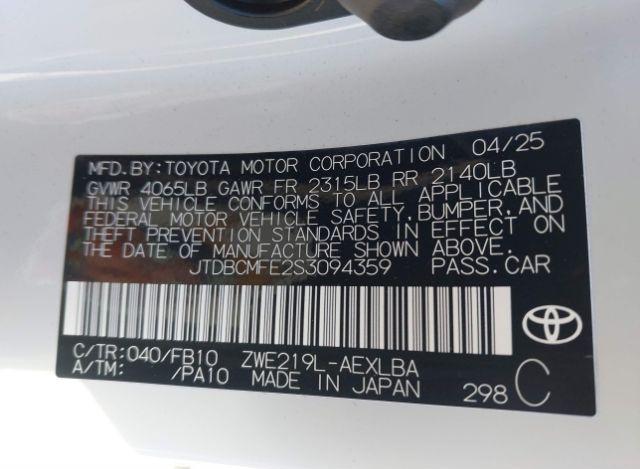 MFD.BY:TOYOTA MOTOR CORPORATION 04/25
GVWR 4065LB GAWR FR 2315LB RR 2140LB
THIS VEHICLE CONFORMS TO ALL APPLICABLE
FEDERAL MOTOR VEHICLE SAFETY,BUMPER,AND
THEFT PREVENTION STANDARDS IN EFFECT ON
THE DATE OF MANUFACTURE SHOWN ABOVE.
JTDBCMFE2S3094359 PASS.CAR
C/TR:040/FB10 ZWE219L-AEXLBA
A/TM: /PA10 MADE IN JAPAN 298 C
TOYOTA